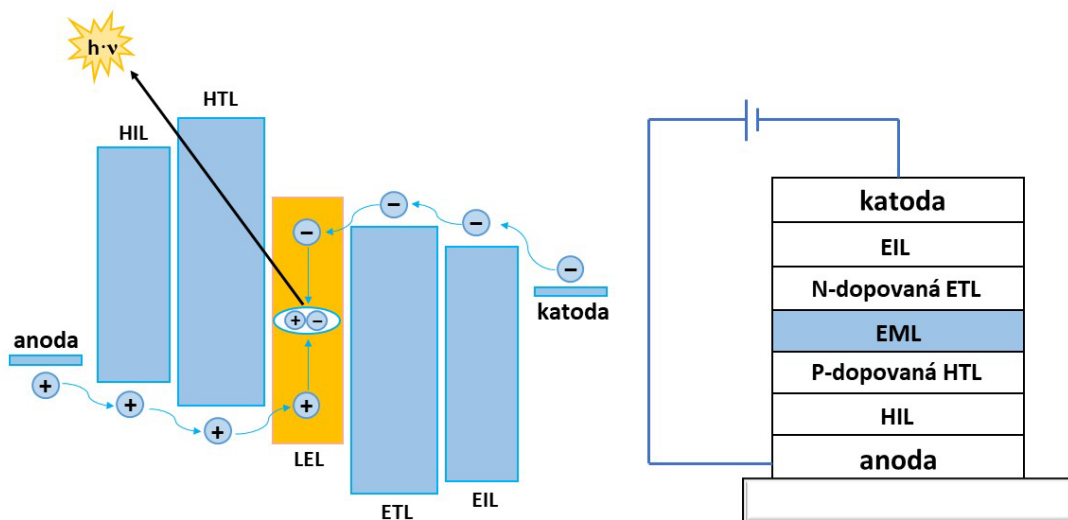 h·ν
HTL
HIL
anoda
+
+
+
+
+ −
−
−
−
−
katoda
LEL
ETL
EIL
katoda
EIL
N-dopovaná ETL
EML
P-dopovaná HTL
HIL
anoda